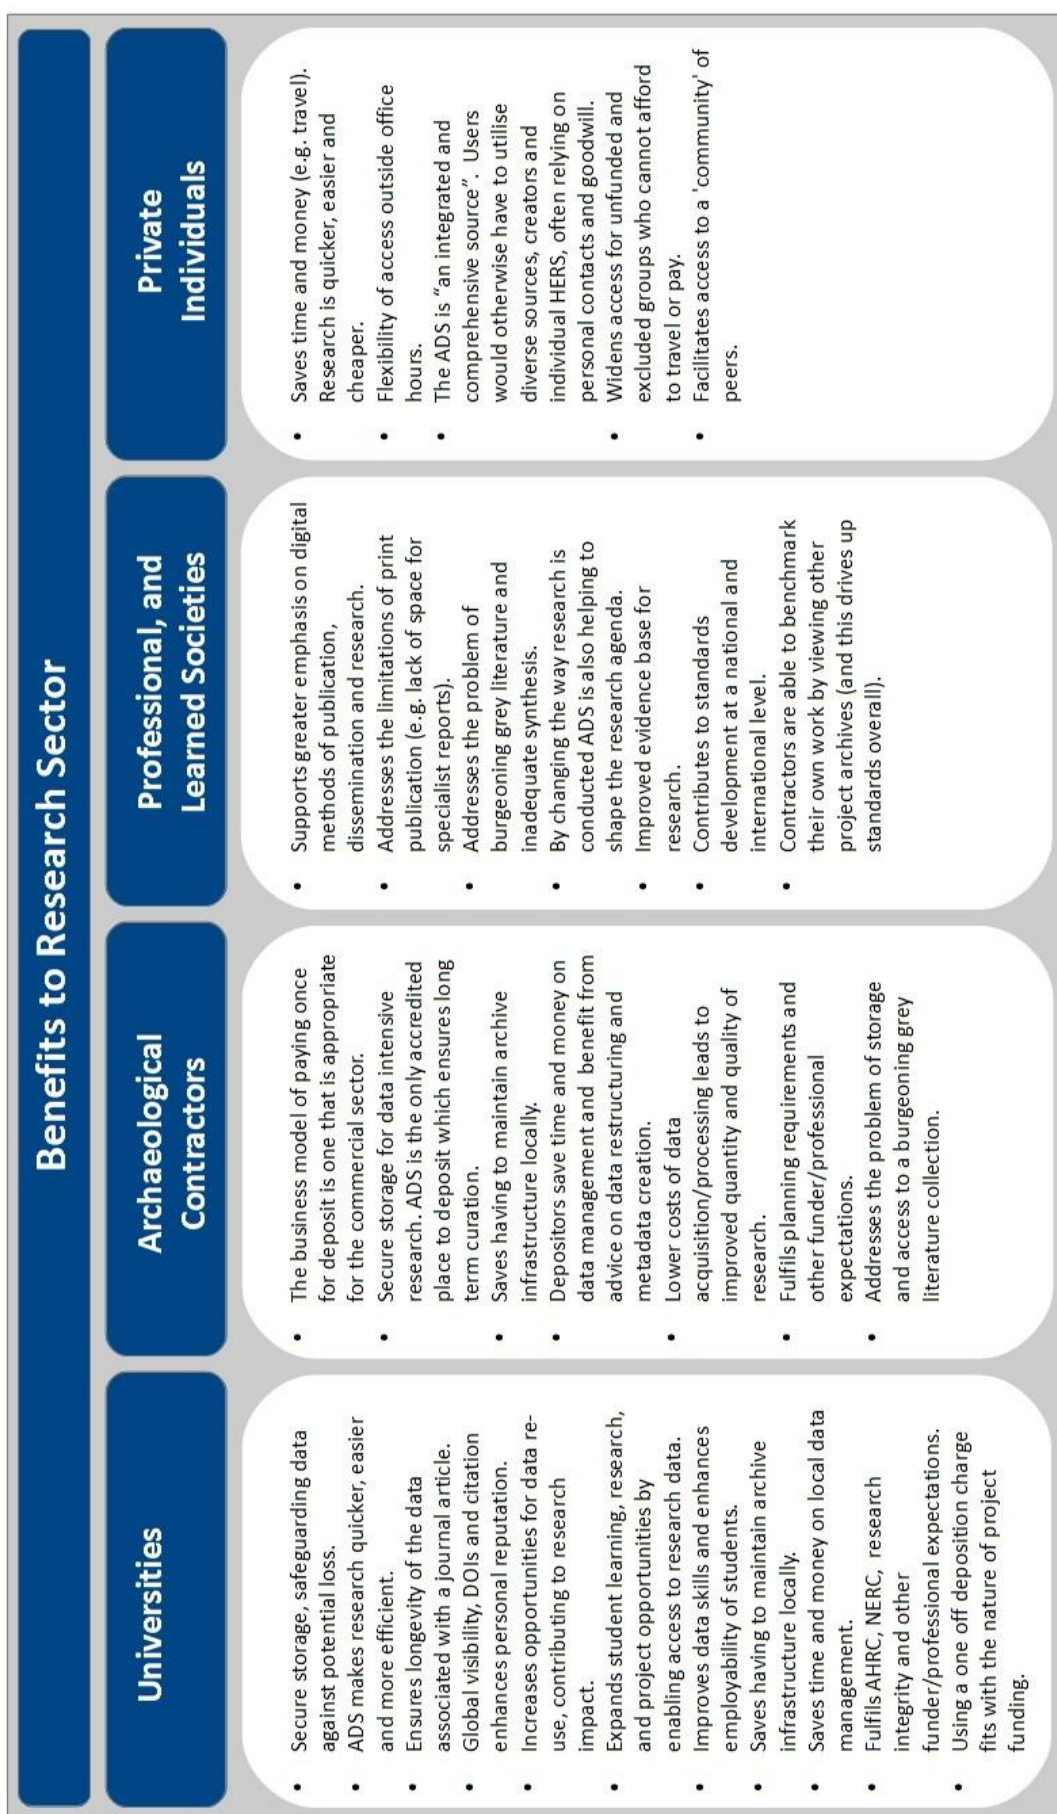 Benefits to Research Sector
Universities
• Secure storage, safeguarding data
against potential loss.
• ADS makes research quicker, easier
and more efficient.
• Ensures longevity of the data
associated with a journal article.
• Global visibility, DOIs and citation
enhances personal reputation.
• Increases opportunities for data re-
use, contributing to research
impact.
• Expands student learning, research,
and project opportunities by
enabling access to research data.
• Improves data skills and enhances
employability of students.
• Saves having to maintain archive
infrastructure locally.
• Saves time and money on local data
management.
• Fulfils AHRC, NERC, research
integrity and other
funder/professional expectations.
• Using a one off deposition charge
fits with the nature of project
funding.
Archaeological
Contractors
• The business model of paying once
for deposit is one that is appropriate
for the commercial sector.
• Secure storage for data intensive
research. ADS is the only accredited
place to deposit which ensures long
term curation.
• Saves having to maintain archive
infrastructure locally.
• Depositors save time and money on
data management and benefit from
advice on data restructuring and
metadata creation.
• Lower costs of data
acquisition/processing leads to
improved quantity and quality of
research.
• Fulfils planning requirements and
other funder/professional
expectations.
• Addresses the problem of storage
and access to a burgeoning grey
literature collection.
Professional, and
Learned Societies
• Supports greater emphasis on digital
methods of publication,
dissemination and research.
• Addresses the limitations of print
publication (e.g. lack of space for
specialist reports).
• Addresses the problem of
burgeoning grey literature and
inadequate synthesis.
• By changing the way research is
conducted ADS is also helping to
shape the research agenda.
• Improved evidence base for
research.
• Contributes to standards
development at a national and
international level.
• Contractors are able to benchmark
their own work by viewing other
project archives (and this drives up
standards overall).
Private
Individuals
• Saves time and money (e.g. travel).
Research is quicker, easier and
cheaper.
• Flexibility of access outside office
hours.
• The ADS is “an integrated and
comprehensive source”. Users
would otherwise have to utilise
diverse sources, creators and
individual HERS, often relying on
personal contacts and goodwill.
• Widens access for unfunded and
excluded groups who cannot afford
to travel or pay.
• Facilitates access to a 'community' of
peers.